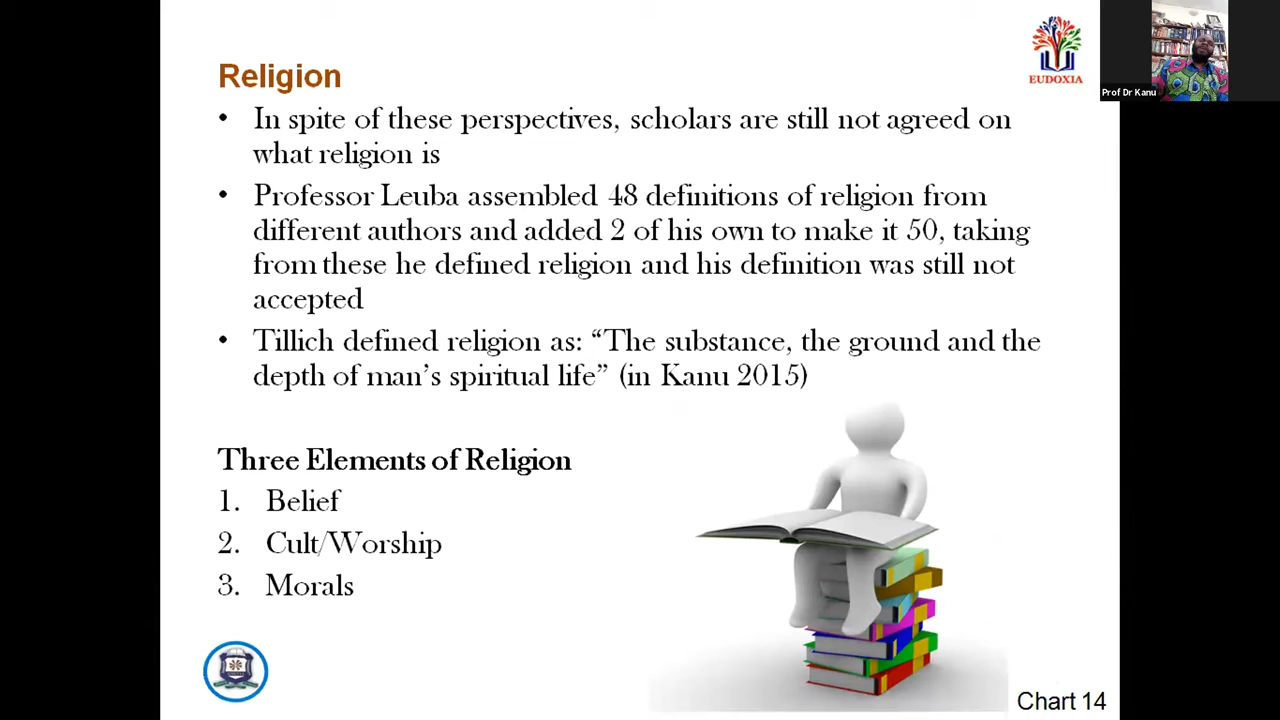 Religion
EUDOXIA
Prof Dr Kanu
• In spite of these perspectives, scholars are still not agreed on
what religion is
• Professor Leuba assembled 48 definitions of religion from
different authors and added 2 of his own to make it 50, taking
from these he defined religion and his definition was still not
accepted
• Tillich defined religion as: “The substance, the ground and the
depth of man’s spiritual life” (in Kanu 2015)
Three Elements of Religion
1. Belief
2. Cult/Worship
3. Morals
Chart 14